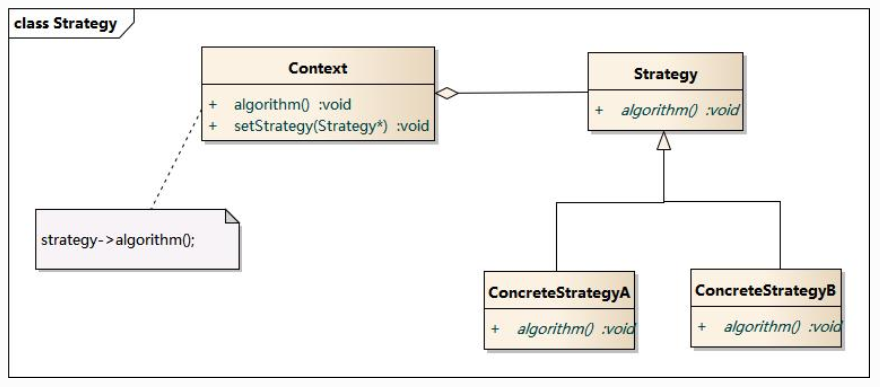 class Strategy
Context
+ algorithm() :void
+ setStrategy(Strategy*) :void
Strategy
+ algorithm() :void
strategy->algorithm();
ConcreteStrategyA
+ algorithm() :void
ConcreteStrategyB
+ algorithm() :void